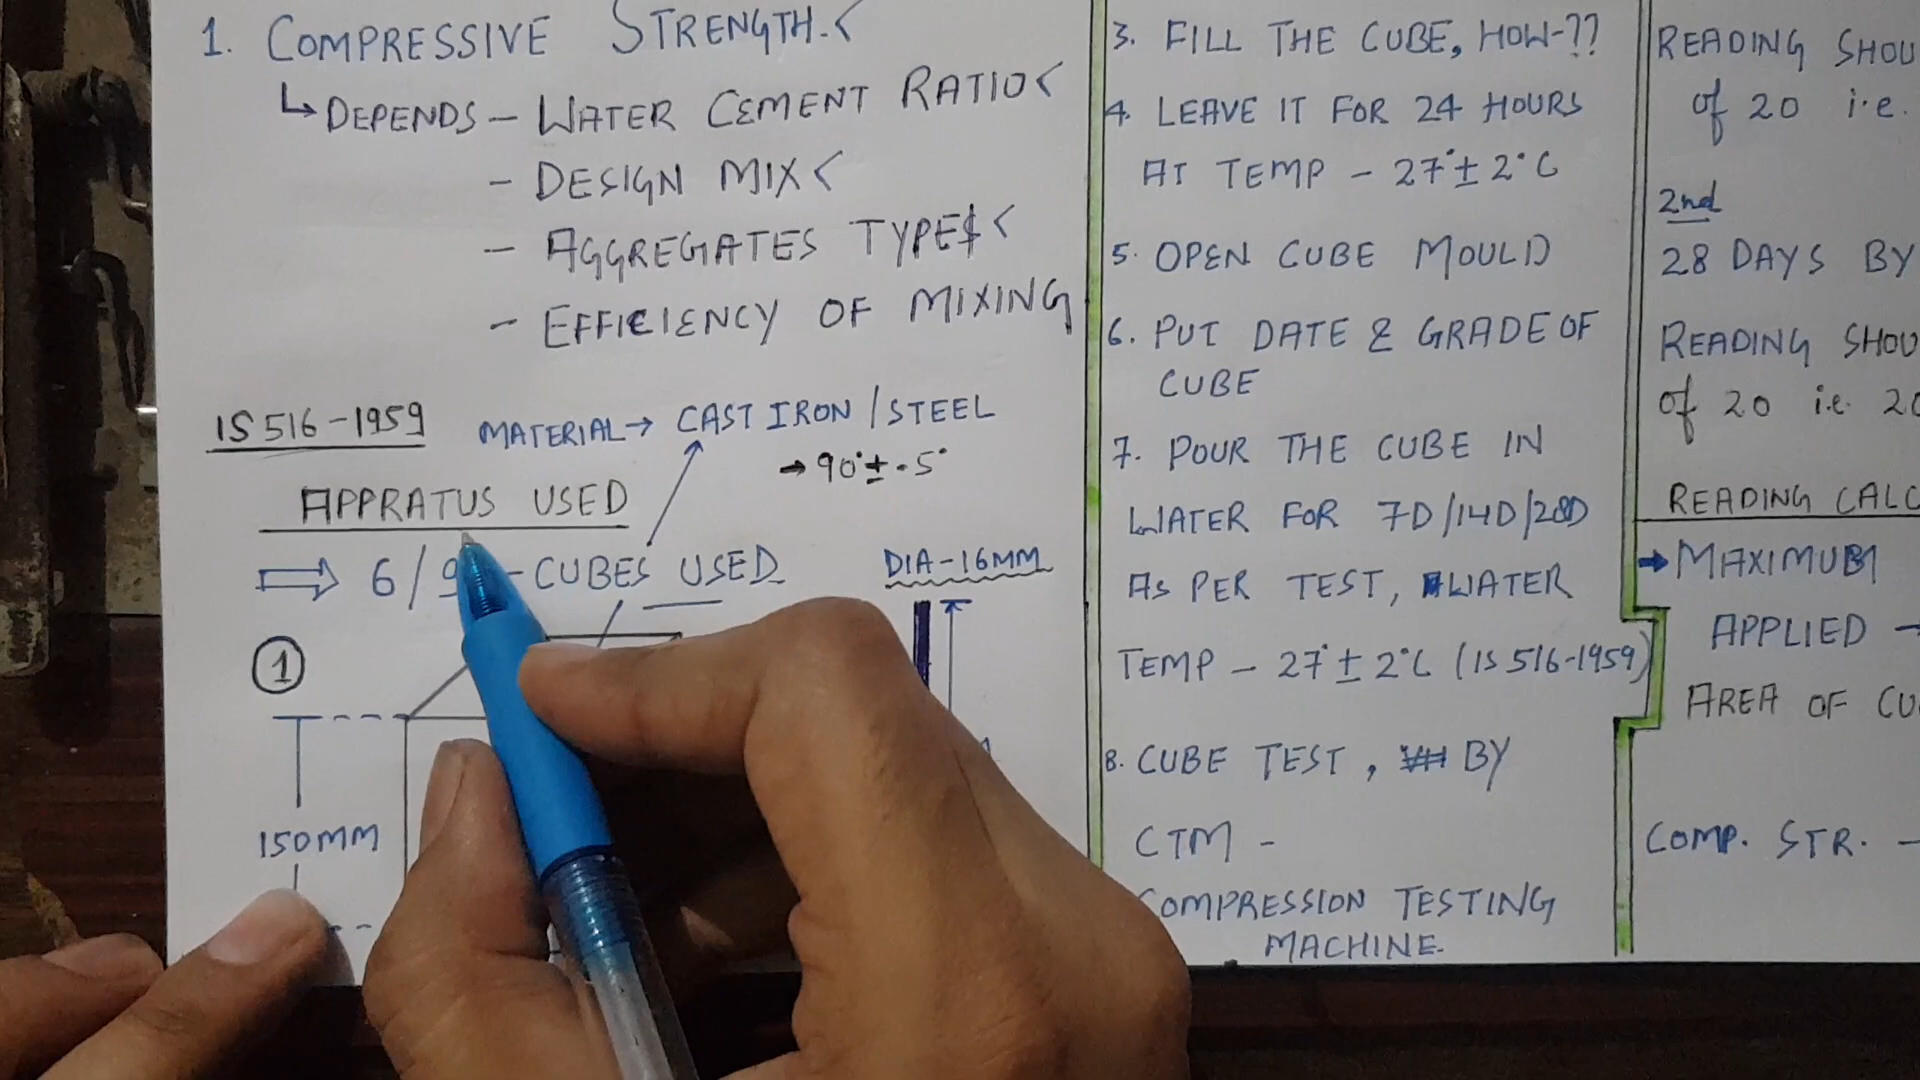 1. COMPRESSIVE STRENGTH.
DEPENDS - WATER CEMENT RATIO
- DESIGN MIX
- AGGREGATES TYPES
- EFFICIENCY OF MIXING
IS 516-1959
MATERIAL → CAST IRON / STEEL
→ 90° ± .5°
APPRATUS USED
⇒ 6/9 - CUBES USED
DIA-16MM
1
150MM
3. FILL THE CUBE, HOW-??
4. LEAVE IT FOR 24 HOURS
AT TEMP - 27° ± 2°C
5. OPEN CUBE MOULD
6. PUT DATE & GRADE OF
CUBE
7. POUR THE CUBE IN
WATER FOR 7D/14D/28D
AS PER TEST, WATER
TEMP - 27° ± 2°C (IS 516-1959)
8. CUBE TEST, BY
CTM -
COMPRESSION TESTING
MACHINE.
READING SHOU
of 20 i.e.
2nd
28 DAYS BY
READING SHOU
of 20 i.e. 20
READING CALC
→ MAXIMUM
APPLIED -
AREA OF CU
COMP. STR. -